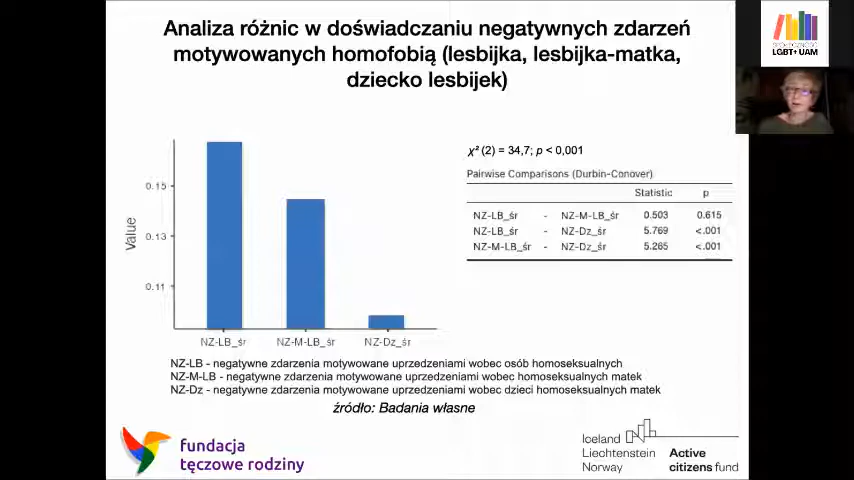 Analiza różnic w doświadczaniu negatywnych zdarzeń
motywowanych homofobią (lesbijka, lesbijka-matka,
dziecko lesbijek)
SPOŁECZNOŚĆ
LGBT+ UAM
χ² (2) = 34,7; p < 0,001
Pairwise Comparisons (Durbin-Conover)
Statistic p
NZ-LB_śr - NZ-M-LB_śr 0.503 0.615
NZ-LB_śr - NZ-Dz_śr 5.769 <.001
NZ-M-LB_śr - NZ-Dz_śr 5.265 <.001
Value
0.15
0.13
0.11
NZ-LB_śr NZ-M-LB_śr NZ-Dz_śr
NZ-LB - negatywne zdarzenia motywowane uprzedzeniami wobec osób homoseksualnych
NZ-M-LB - negatywne zdarzenia motywowane uprzedzeniami wobec homoseksualnych matek
NZ-Dz - negatywne zdarzenia motywowane uprzedzeniami wobec dzieci homoseksualnych matek
źródło: Badania własne
fundacja
tęczowe rodziny
Iceland
Liechtenstein
Norway
Active
citizens fund